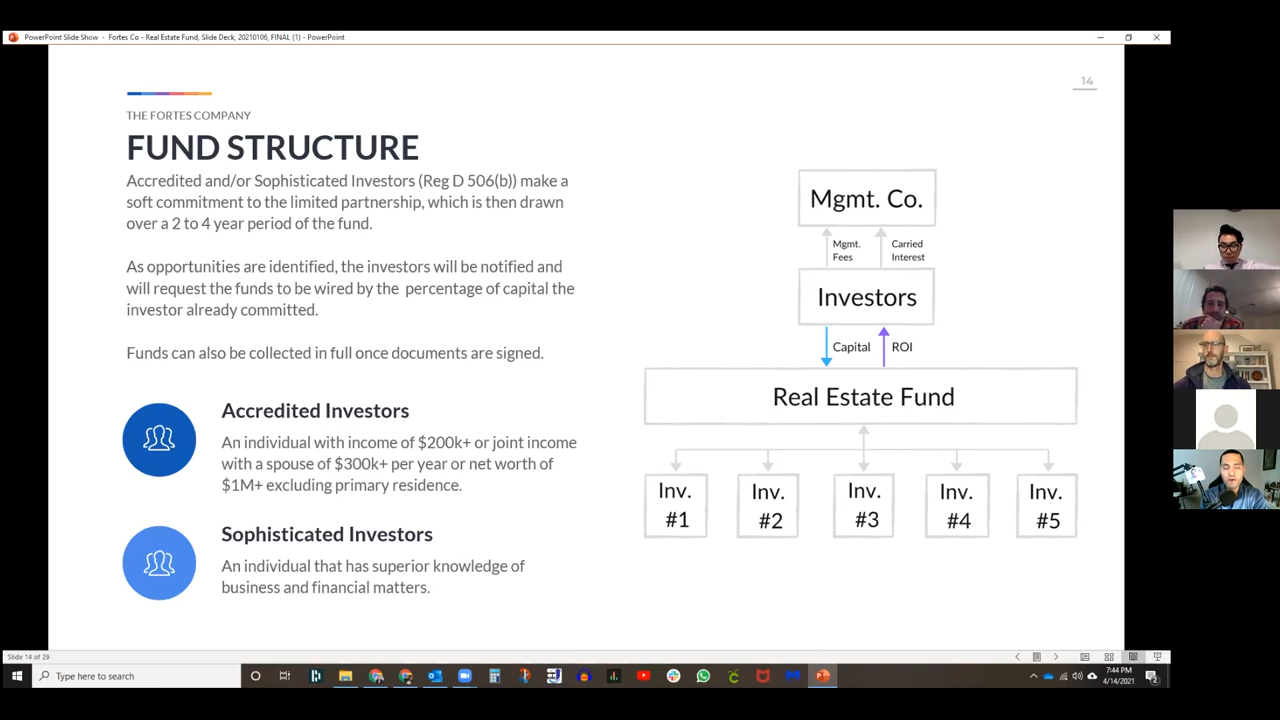 PowerPoint Slide Show - Fortes Co - Real Estate Fund, Slide Deck, 20210106, FINAL (1) - PowerPoint
14
THE FORTES COMPANY
FUND STRUCTURE
Accredited and/or Sophisticated Investors (Reg D 506(b)) make a
soft commitment to the limited partnership, which is then drawn
over a 2 to 4 year period of the fund.
As opportunities are identified, the investors will be notified and
will request the funds to be wired by the percentage of capital the
investor already committed.
Funds can also be collected in full once documents are signed.
Accredited Investors
An individual with income of $200k+ or joint income
with a spouse of $300k+ per year or net worth of
$1M+ excluding primary residence.
Sophisticated Investors
An individual that has superior knowledge of
business and financial matters.
Mgmt. Co.
Mgmt.
Fees
Carried
Interest
Investors
Capital
ROI
Real Estate Fund
Inv.
#1
Inv.
#2
Inv.
#3
Inv.
#4
Inv.
#5
Slide 14 of 29
Type here to search
7:44 PM
4/14/2021
2